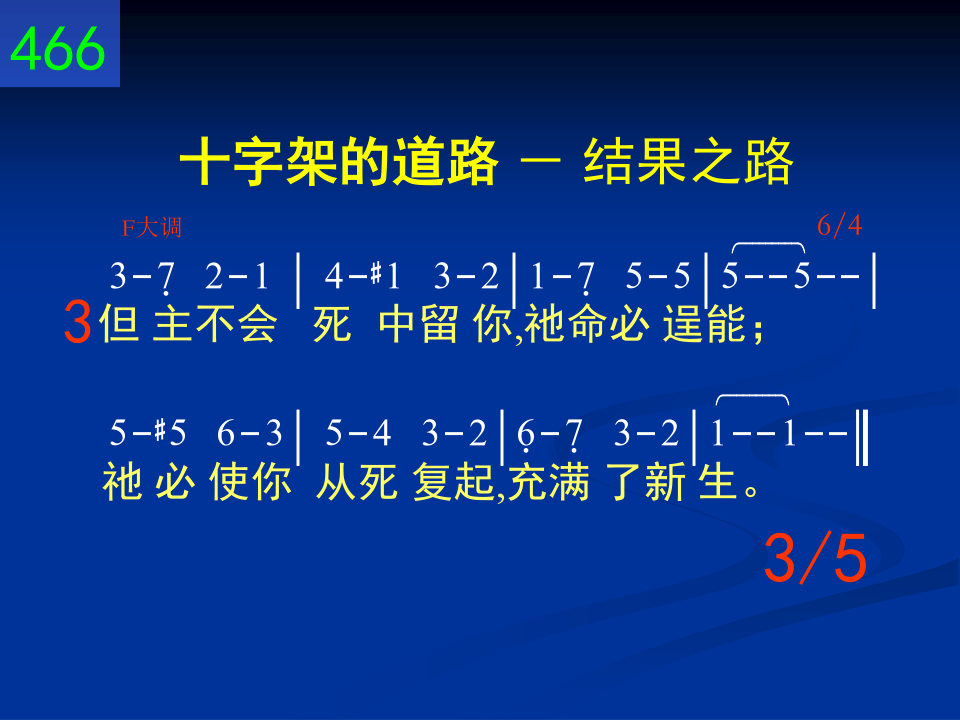 466
十字架的道路 － 结果之路
F大调 6/4
3-7̣ 2-1 | 4-#1 3-2 | 1-7̣ 5-5 | 5--5-- |
3 但 主不会 死 中留 你,祂命必 逞能；
5-#5 6-3 | 5-4 3-2 | 6̣-7̣ 3-2 | 1--1-- ‖
祂 必 使你 从死 复起,充满 了新 生。
3/5